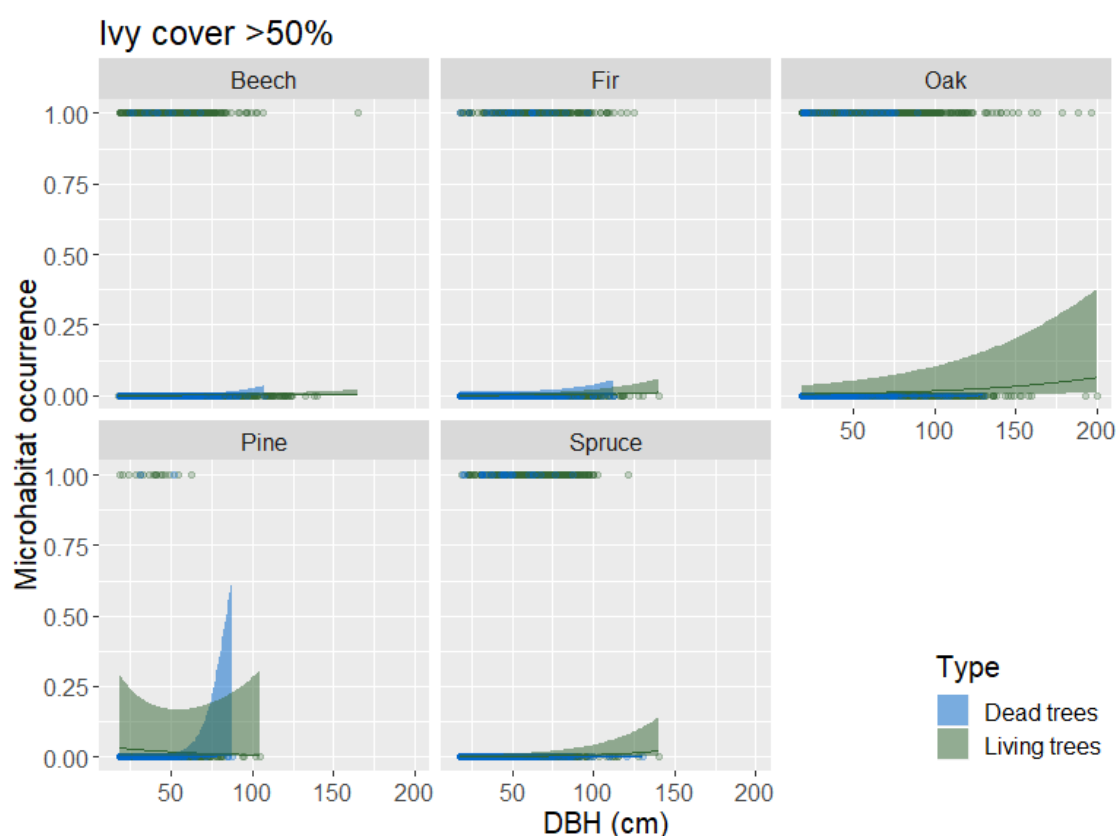 Ivy cover >50%
Beech
Fir
Oak
1.00
0.75
0.50
0.25
0.00
50 100 150 200
Pine
Spruce
1.00
0.75
0.50
0.25
0.00
50 100 150 200
50 100 150 200
Microhabitat occurrence
DBH (cm)
Type
Dead trees
Living trees